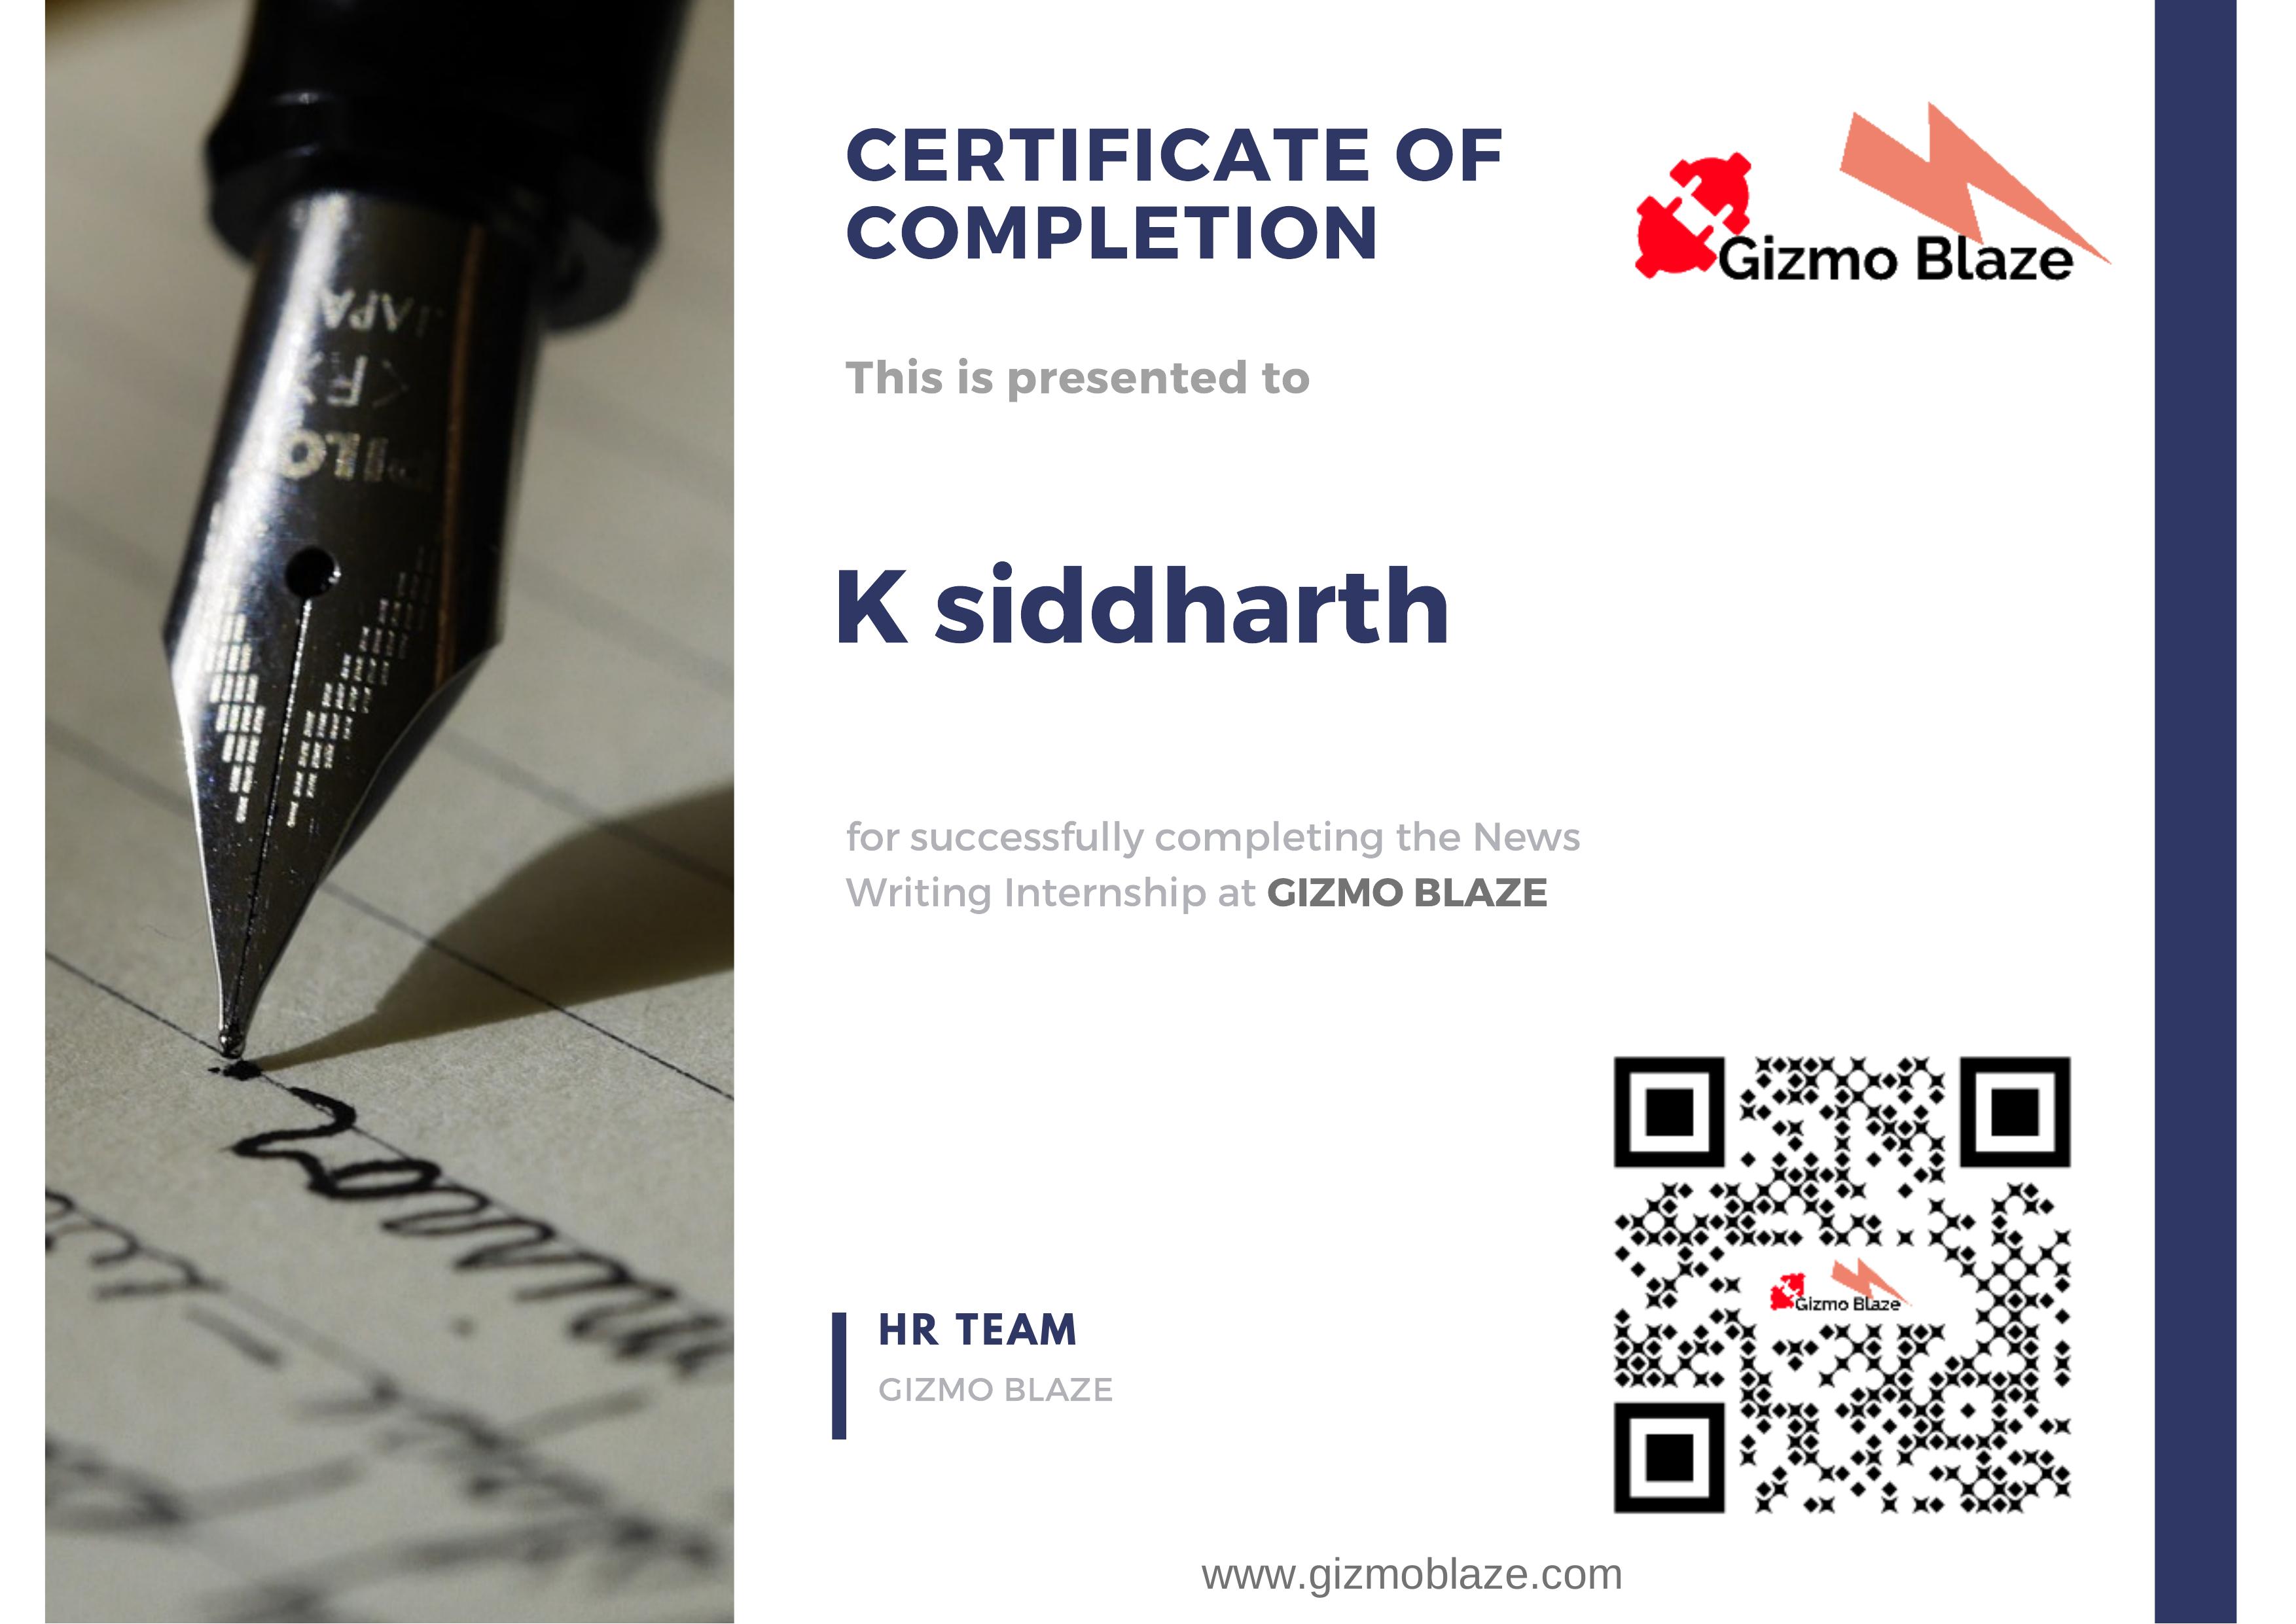 CERTIFICATE OF
COMPLETION
Gizmo Blaze
This is presented to
K siddharth
for successfully completing the News
Writing Internship at GIZMO BLAZE
Gizmo Blaze
HR TEAM
GIZMO BLAZE
www.gizmoblaze.com